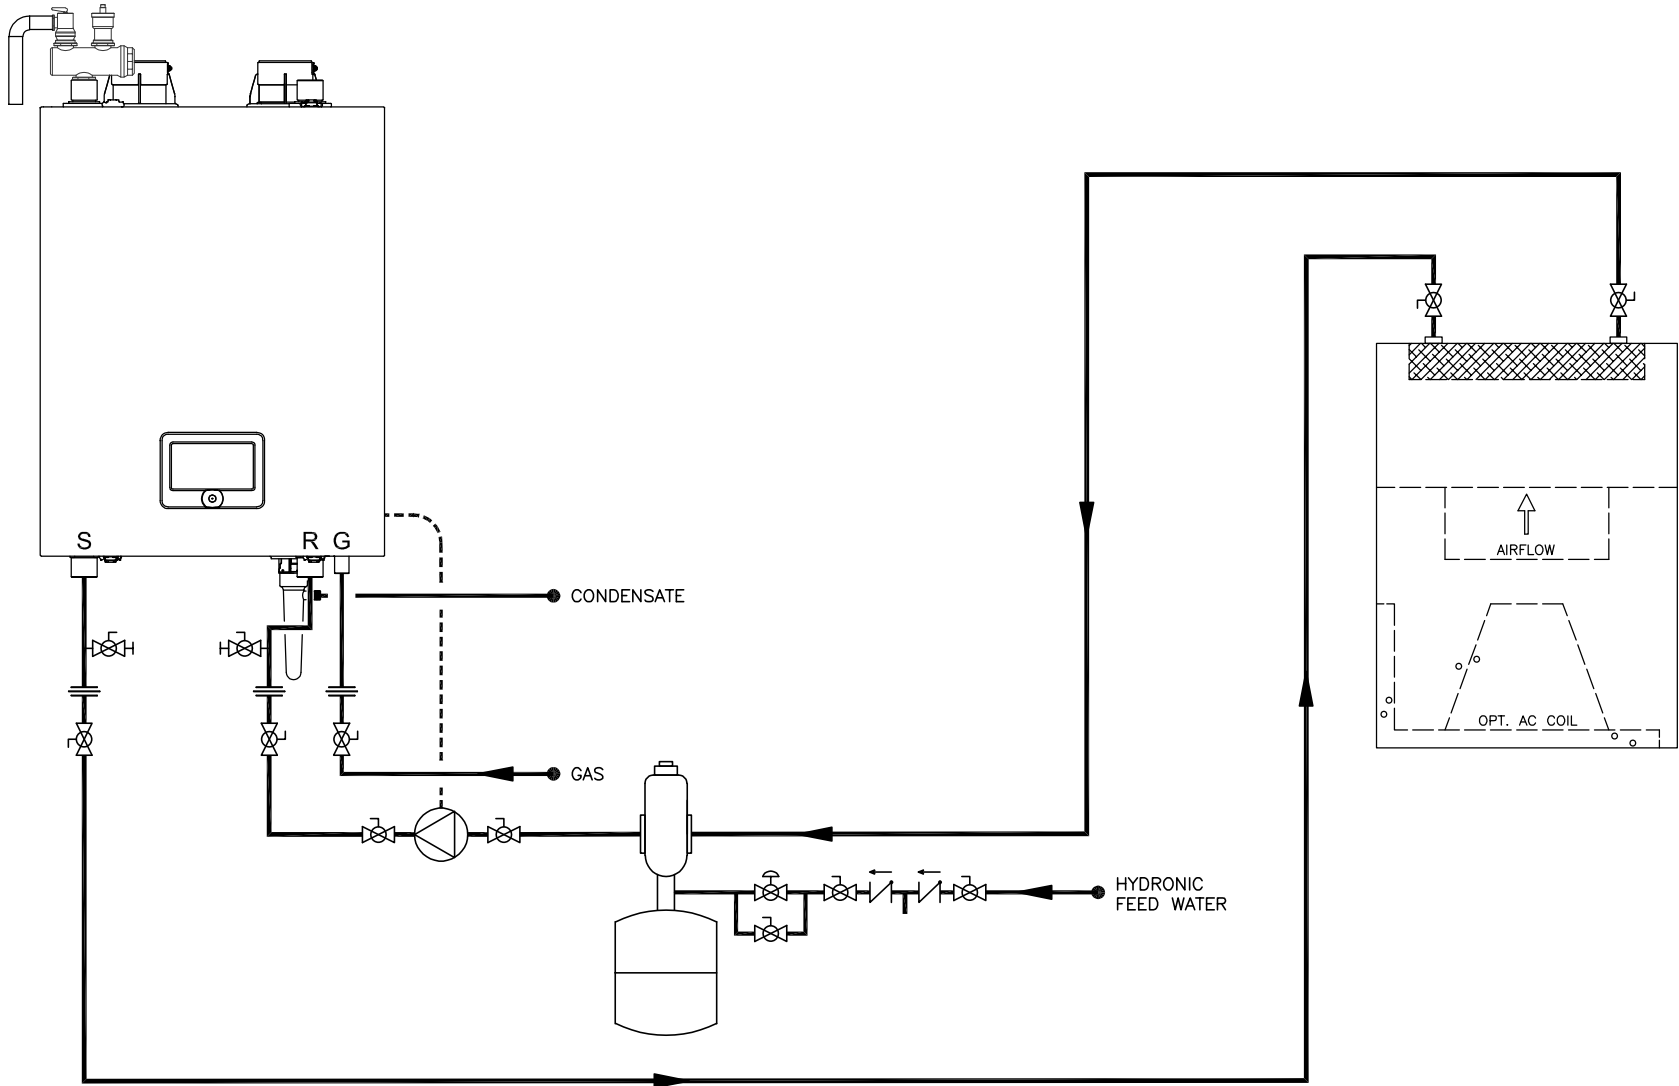 S
R G
AIRFLOW
CONDENSATE
OPT. AC COIL
GAS
HYDRONIC
FEED WATER